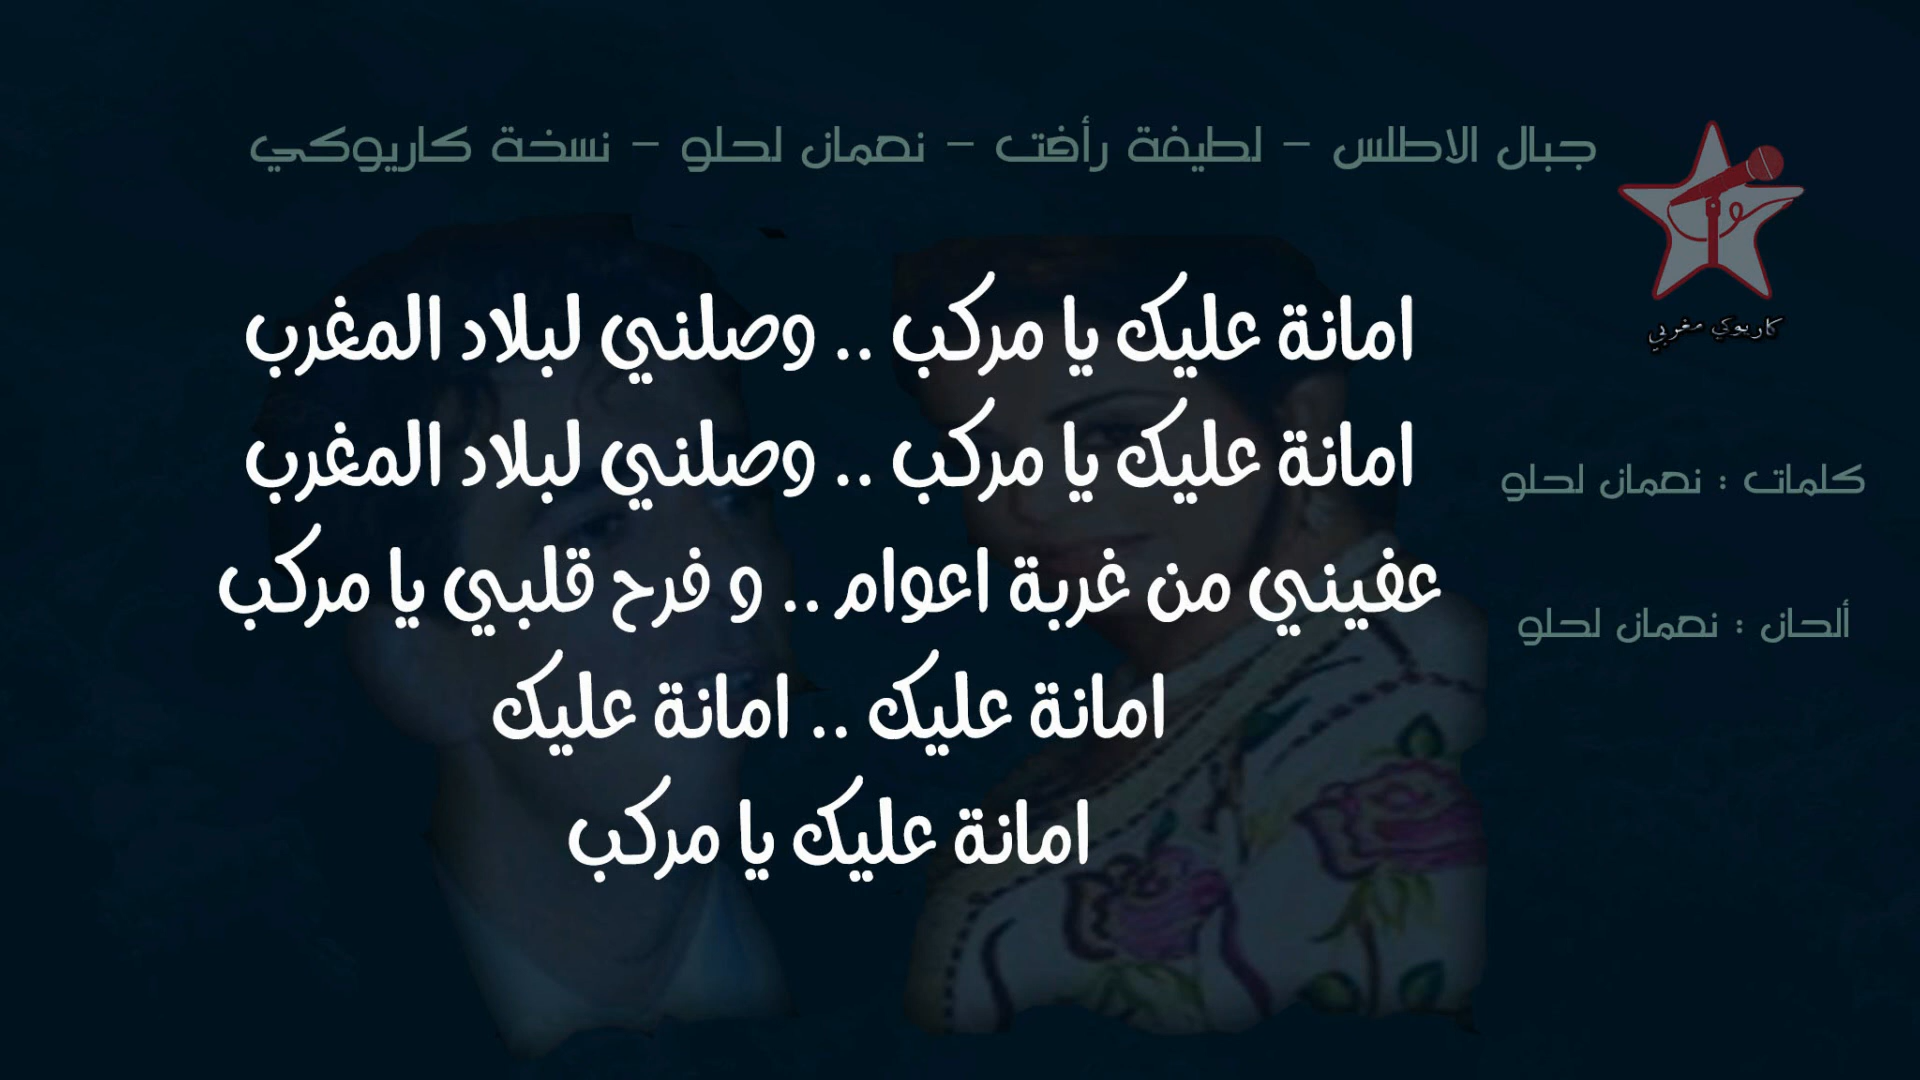 جبال الاطلس - لطيفة رأفت - نعمان لحلو - نسخة كاريوكي
كاريوكي مغربي
امانة عليك يا مركب .. وصلني لبلاد المغرب
امانة عليك يا مركب .. وصلني لبلاد المغرب
كلمات : نعمان لحلو
عفيني من غربة اعوام .. و فرح قلبي يا مركب
ألحان : نعمان لحلو
امانة عليك .. امانة عليك
امانة عليك يا مركب